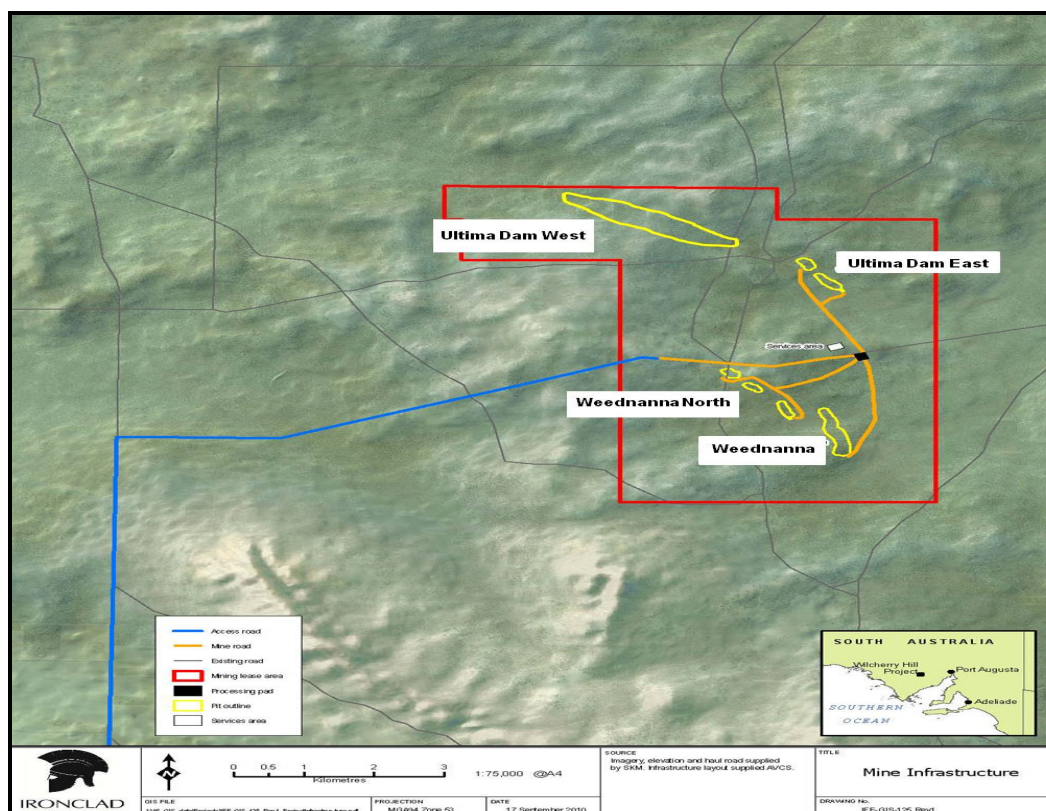 Ultima Dam West
Ultima Dam East
Services area
Weednanna North
Weednanna
Access road
Mine road
Existing road
Mining lease area
Processing pad
Pit outline
Services area
SOUTH AUSTRALIA
Wilcherry Hill
Project
Port Augusta
Adeliade
SOUTHERN
OCEAN
IRONCLAD
N
0 0.5 1 2 3
Kilometres
1:75,000 @A4
SOURCE
Imagery, elevation and haul road supplied
by SKM. Infrastructure layout supplied AVCS.
TITLE
Mine Infrastructure
GIS FILE
PROJECTION
MGA94 Zone 53
DATE
17 September 2010
DRAWING No.